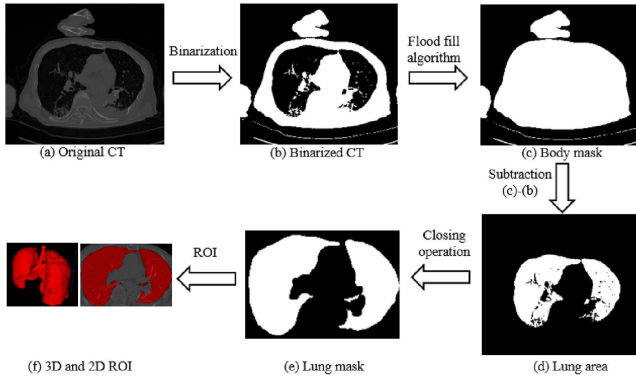 Binarization
Flood fill
algorithm
(a) Original CT
(b) Binarized CT
(c) Body mask
Subtraction
(c)-(b)
ROI
Closing
operation
(f) 3D and 2D ROI
(e) Lung mask
(d) Lung area